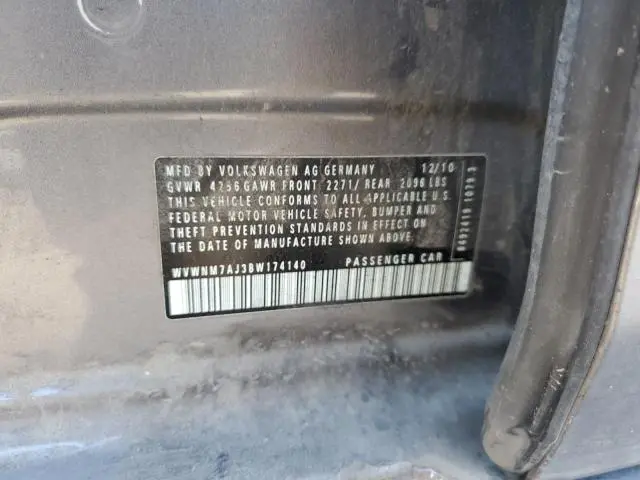 MFD BY VOLKSWAGEN AG GERMANY 12/10
GVWR 4256 GAWR FRONT 2271/ REAR 2096 LBS
THIS VEHICLE CONFORMS TO ALL APPLICABLE U.S.
FEDERAL MOTOR VEHICLE SAFETY, BUMPER AND
THEFT PREVENTION STANDARDS IN EFFECT ON
THE DATE OF MANUFACTURE SHOWN ABOVE.
WVWNM7AJ3BW174140 PASSENGER CAR